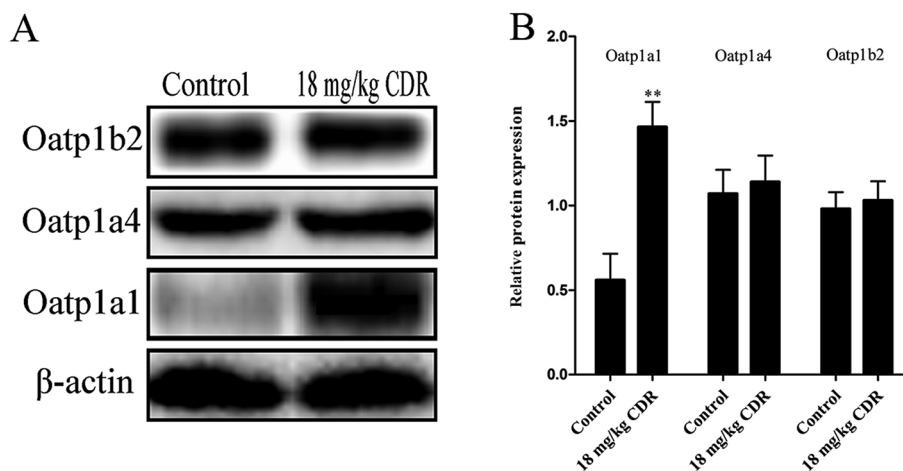 A
Control 18 mg/kg CDR
Oatp1b2
Oatp1a4
Oatp1a1
β-actin
B
Relative protein expression
2.0
1.5
1.0
0.5
0.0
Oatp1a1 Oatp1a4 Oatp1b2
**
Control
18 mg/kg CDR
Control
18 mg/kg CDR
Control
18 mg/kg CDR